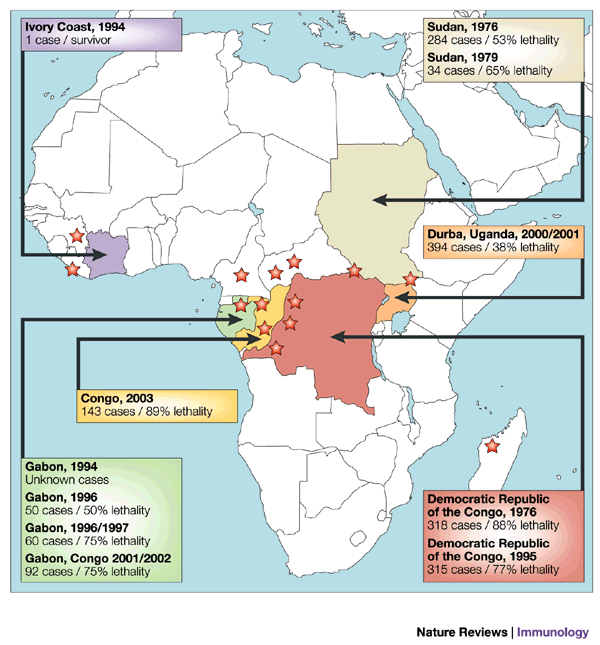 Ivory Coast, 1994
1 case / survivor
Sudan, 1976
284 cases / 53% lethality
Sudan, 1979
34 cases / 65% lethality
Durba, Uganda, 2000/2001
394 cases / 38% lethality
Congo, 2003
143 cases / 89% lethality
Gabon, 1994
Unknown cases
Gabon, 1996
50 cases / 50% lethality
Gabon, 1996/1997
60 cases / 75% lethality
Gabon, Congo 2001/2002
92 cases / 75% lethality
Democratic Republic
of the Congo, 1976
318 cases / 88% lethality
Democratic Republic
of the Congo, 1995
315 cases / 77% lethality
Nature Reviews | Immunology